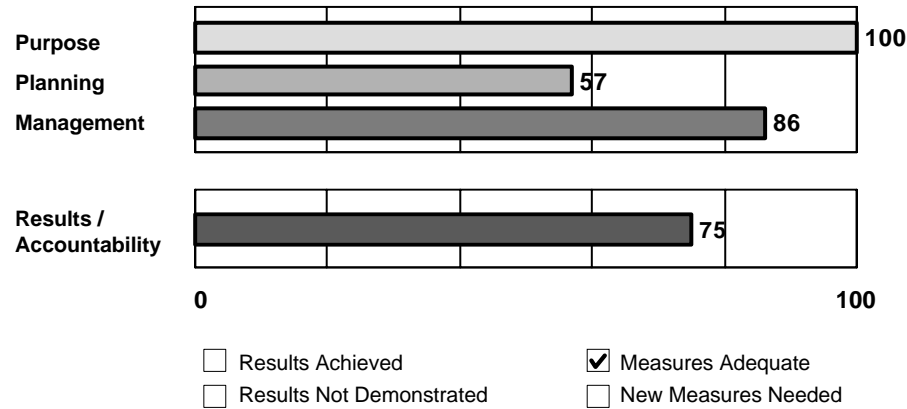 Purpose 100
Planning 57
Management 86
Results /
Accountability
75
0 100
Results Achieved Measures Adequate
Results Not Demonstrated New Measures Needed